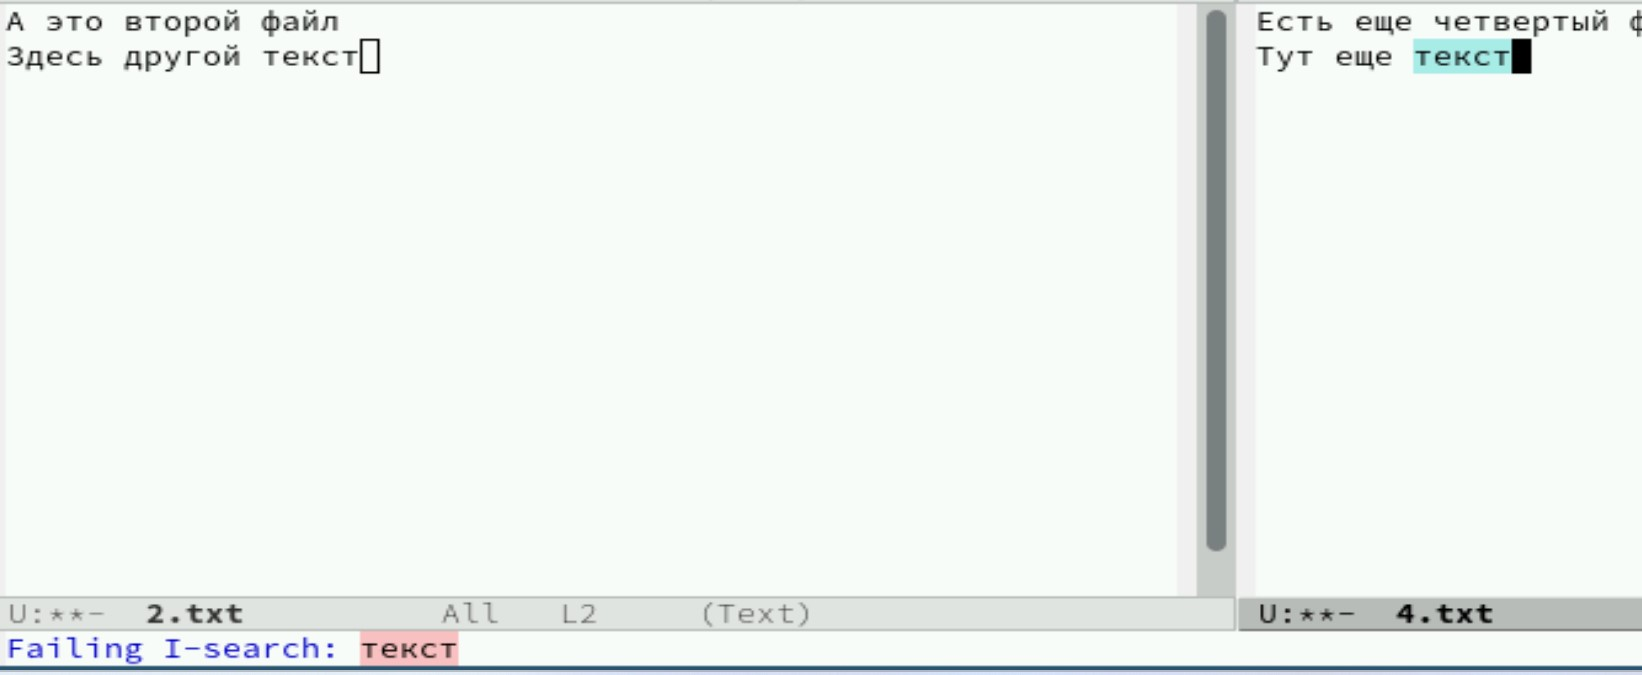 А это второй файл
Здесь другой текст
U:**-  2.txt          All   L2     (Text)
Есть еще четвертый
Тут еще текст
U:**-  4.txt
Failing I-search: текст